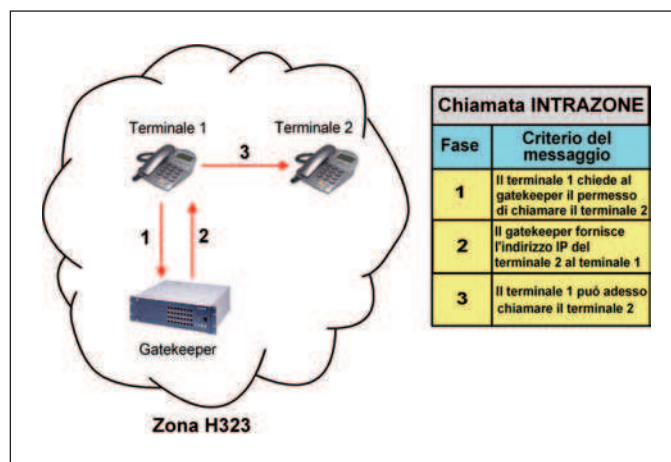 Terminale 1
Terminale 2
3
1
2
Gatekeeper
Zona H323
Chiamata INTRAZONE
Fase
Criterio del
messaggio
1
Il terminale 1 chiede al
gatekeeper il permesso
di chiamare il terminale 2
2
Il gatekeeper fornisce
l'indirizzo IP del
terminale 2 al teminale 1
3
Il terminale 1 puó adesso
chiamare il terminale 2